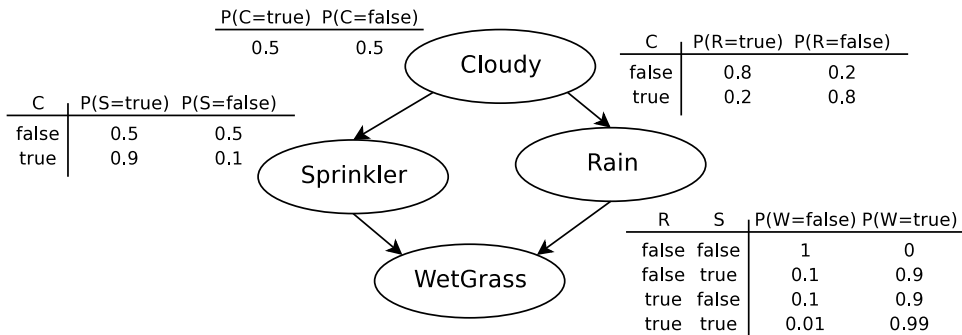 P(C=true) P(C=false)
0.5 0.5
Cloudy
C P(R=true) P(R=false)
false 0.8 0.2
true 0.2 0.8
C P(S=true) P(S=false)
false 0.5 0.5
true 0.9 0.1
Sprinkler
Rain
R S P(W=false) P(W=true)
false false 1 0
false true 0.1 0.9
true false 0.1 0.9
true true 0.01 0.99
WetGrass